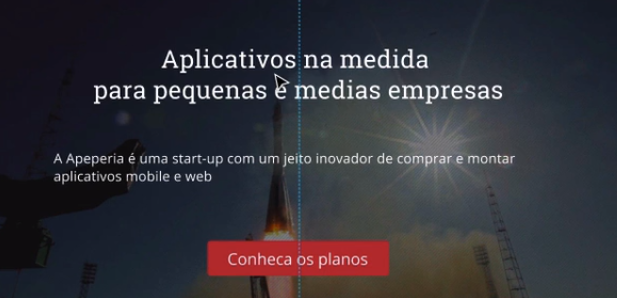 Aplicativos na medida
para pequenas e medias empresas
A Apeperia é uma start-up com um jeito inovador de comprar e montar
aplicativos mobile e web
Conheca os planos